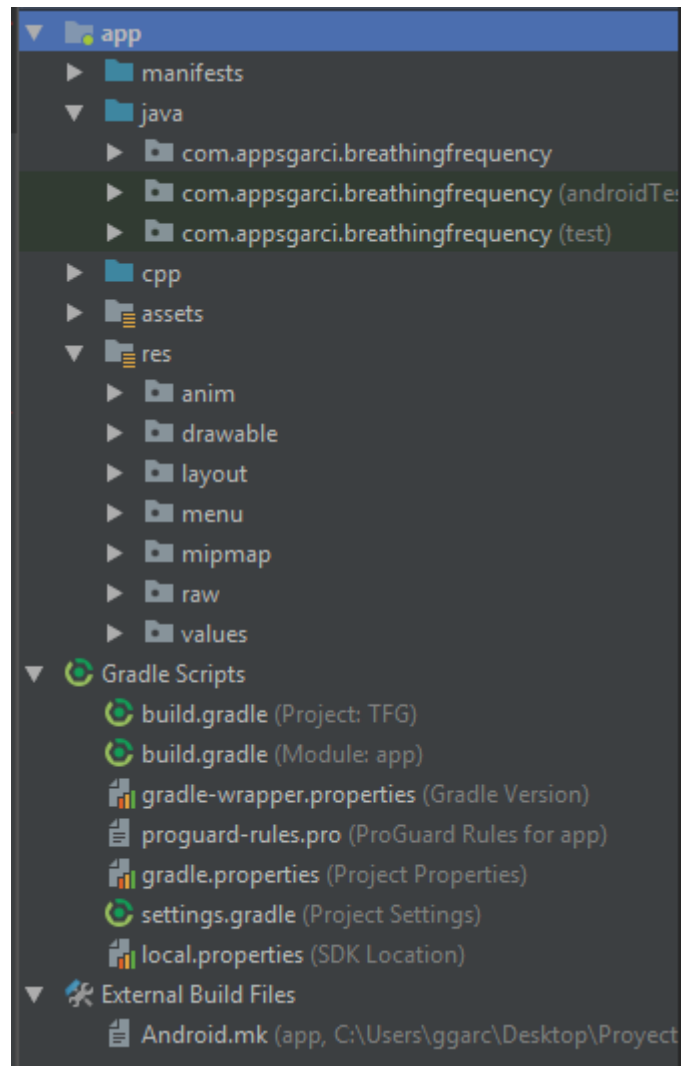 app
manifests
java
com.appsgarci.breathingfrequency
com.appsgarci.breathingfrequency (androidTes
com.appsgarci.breathingfrequency (test)
cpp
assets
res
anim
drawable
layout
menu
mipmap
raw
values
Gradle Scripts
build.gradle (Project: TFG)
build.gradle (Module: app)
gradle-wrapper.properties (Gradle Version)
proguard-rules.pro (ProGuard Rules for app)
gradle.properties (Project Properties)
settings.gradle (Project Settings)
local.properties (SDK Location)
External Build Files
Android.mk (app, C:\Users\ggarc\Desktop\Proyect